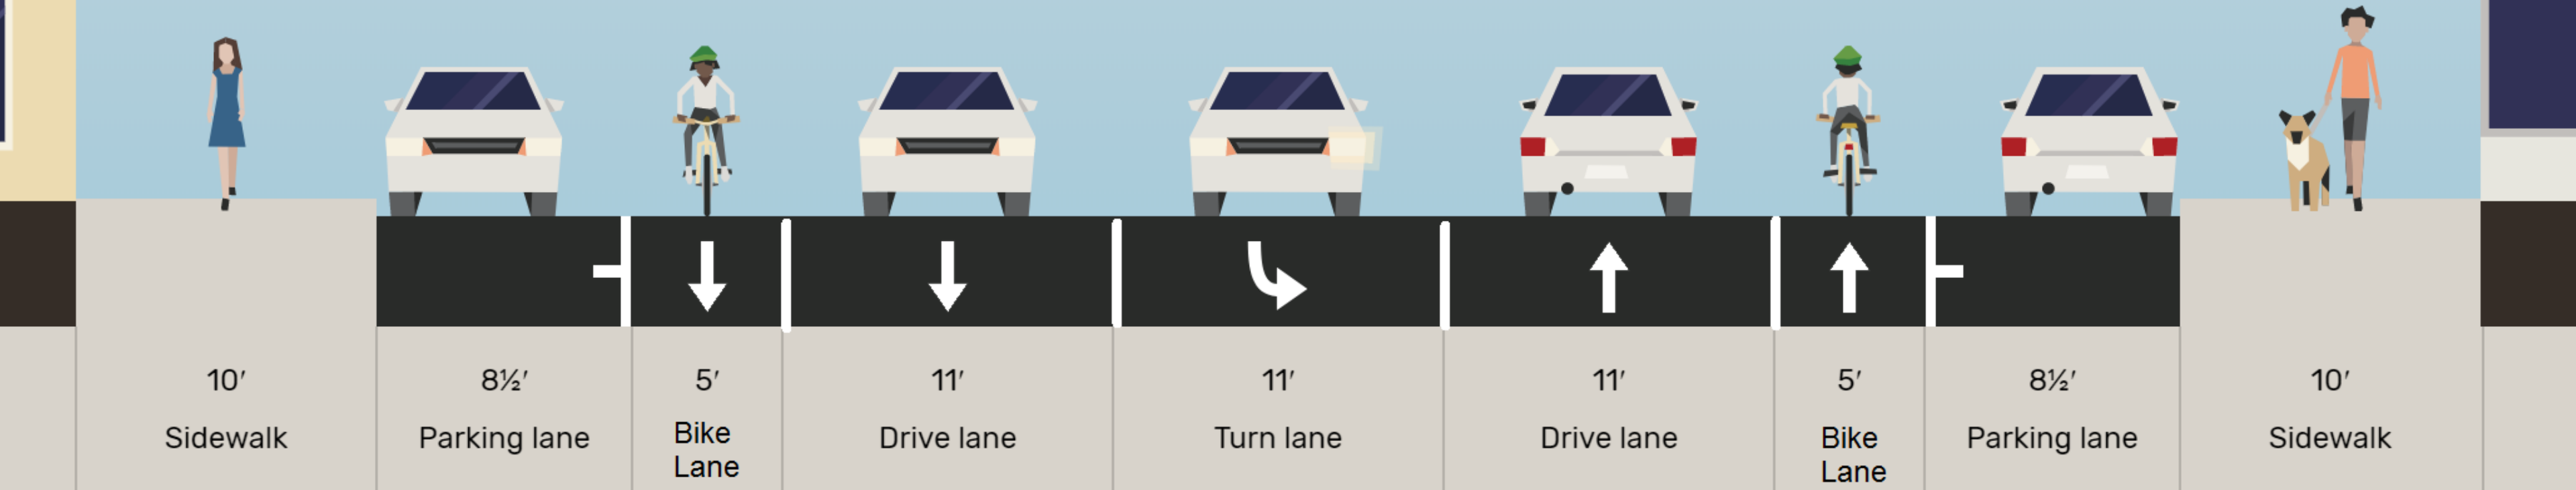 10′ 8½′ 5′ 11′ 11′ 11′ 5′ 8½′ 10′
Sidewalk Parking lane Bike Drive lane Turn lane Drive lane Bike Parking lane Sidewalk
Lane Lane